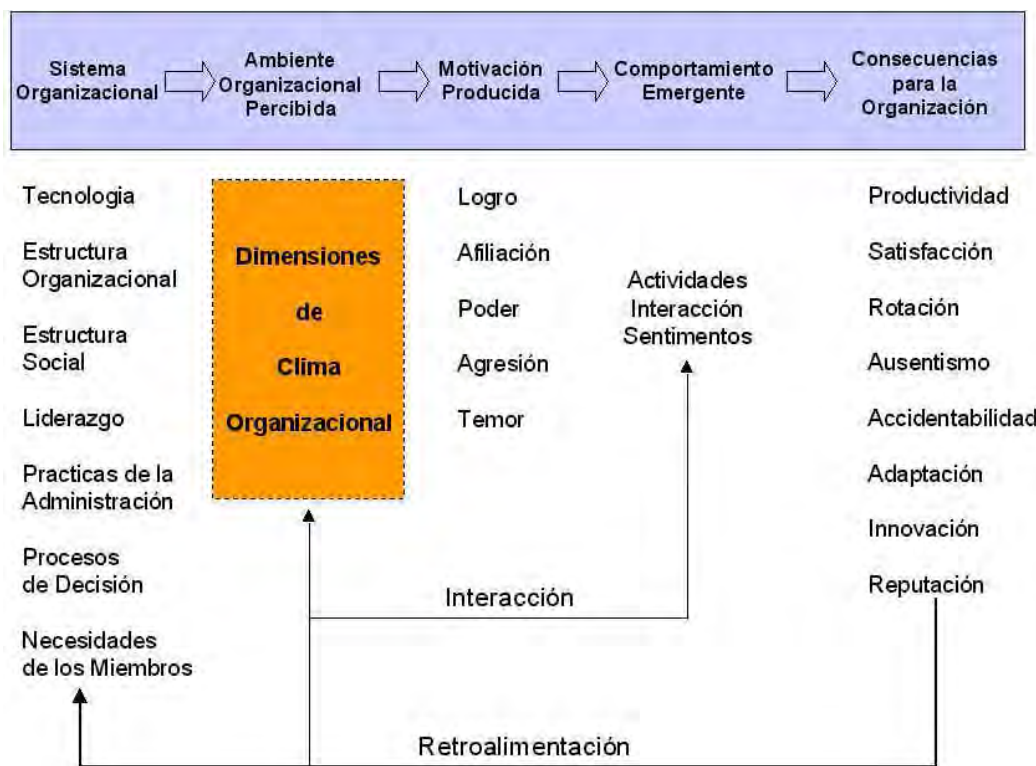 Sistema
Organizacional
Ambiente
Organizacional
Percibida
Motivación
Producida
Comportamiento
Emergente
Consecuencias
para la
Organización
Tecnologia
Estructura
Organizacional
Estructura
Social
Liderazgo
Practicas de la
Administración
Procesos
de Decisión
Necesidades
de los Miembros
Dimensiones
de
Clima
Organizacional
Logro
Afiliación
Poder
Agresión
Temor
Actividades
Interacción
Sentimentos
Productividad
Satisfacción
Rotación
Ausentismo
Accidentabilidad
Adaptación
Innovación
Reputación
Interacción
Retroalimentación